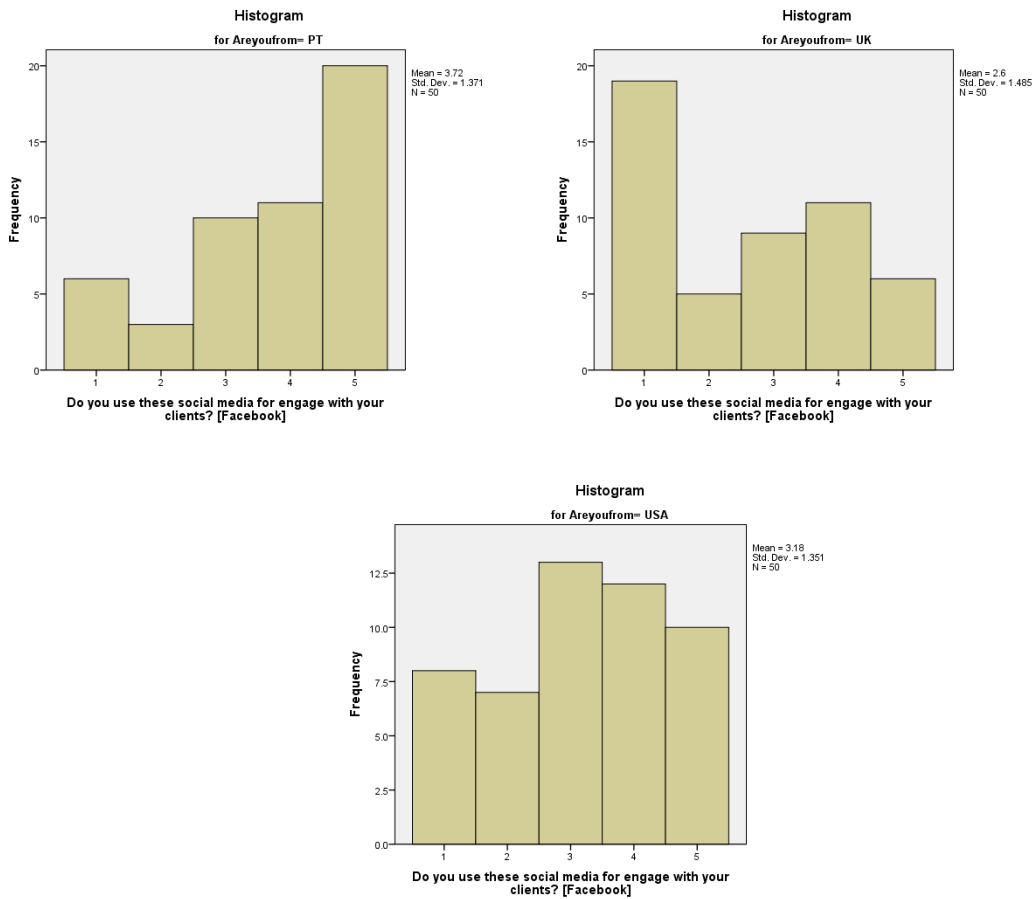 Histogram
for Areyoufrom= PT
Mean = 3.72
Std. Dev. = 1.371
N = 50
Frequency
20
15
10
5
0
1 2 3 4 5
Do you use these social media for engage with your
clients? [Facebook]
Histogram
for Areyoufrom= UK
Mean = 2.6
Std. Dev. = 1.485
N = 50
Frequency
20
15
10
5
0
1 2 3 4 5
Do you use these social media for engage with your
clients? [Facebook]
Histogram
for Areyoufrom= USA
Mean = 3.18
Std. Dev. = 1.351
N = 50
Frequency
12.5
10.0
7.5
5.0
2.5
0.0
1 2 3 4 5
Do you use these social media for engage with your
clients? [Facebook]